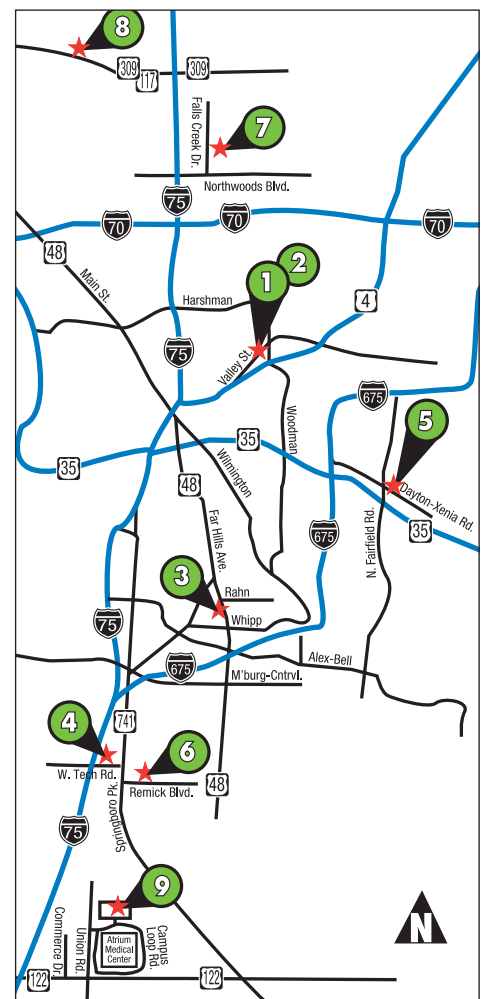 8
309
117
309
Falls Creek Dr.
7
75
Northwoods Blvd.
70
70
70
48
Main St.
1
2
Harshman
4
75
Valley St.
675
Woodman
5
35
35
Wilmington
48
Dayton-Xenia Rd.
35
N. Fairfield Rd.
Far Hills Ave.
675
3
Rahn
Whipp
75
Alex-Bell
675
M'burg-Cntrvl.
741
4
6
W. Tech Rd.
Remick Blvd.
48
Springboro Pk.
75
9
N
Commerce Dr.
Union Rd.
Atrium
Medical
Center
Campus
Loop Rd.
122
122